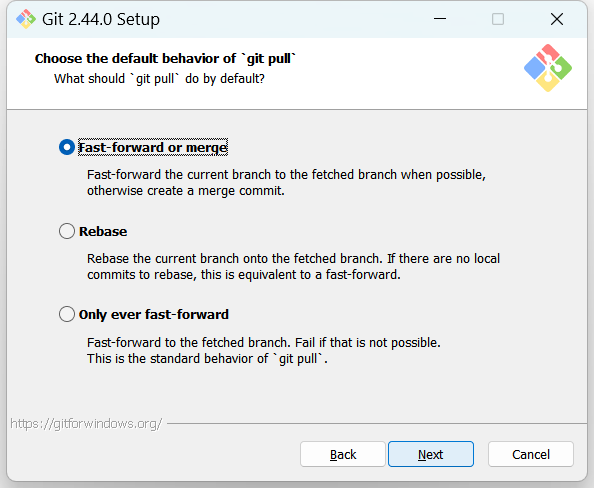 Git 2.44.0 Setup
Choose the default behavior of `git pull`
What should `git pull` do by default?
Fast-forward or merge
Fast-forward the current branch to the fetched branch when possible,
otherwise create a merge commit.
Rebase
Rebase the current branch onto the fetched branch. If there are no local
commits to rebase, this is equivalent to a fast-forward.
Only ever fast-forward
Fast-forward to the fetched branch. Fail if that is not possible.
This is the standard behavior of `git pull`.
https://gitforwindows.org/
Back Next Cancel